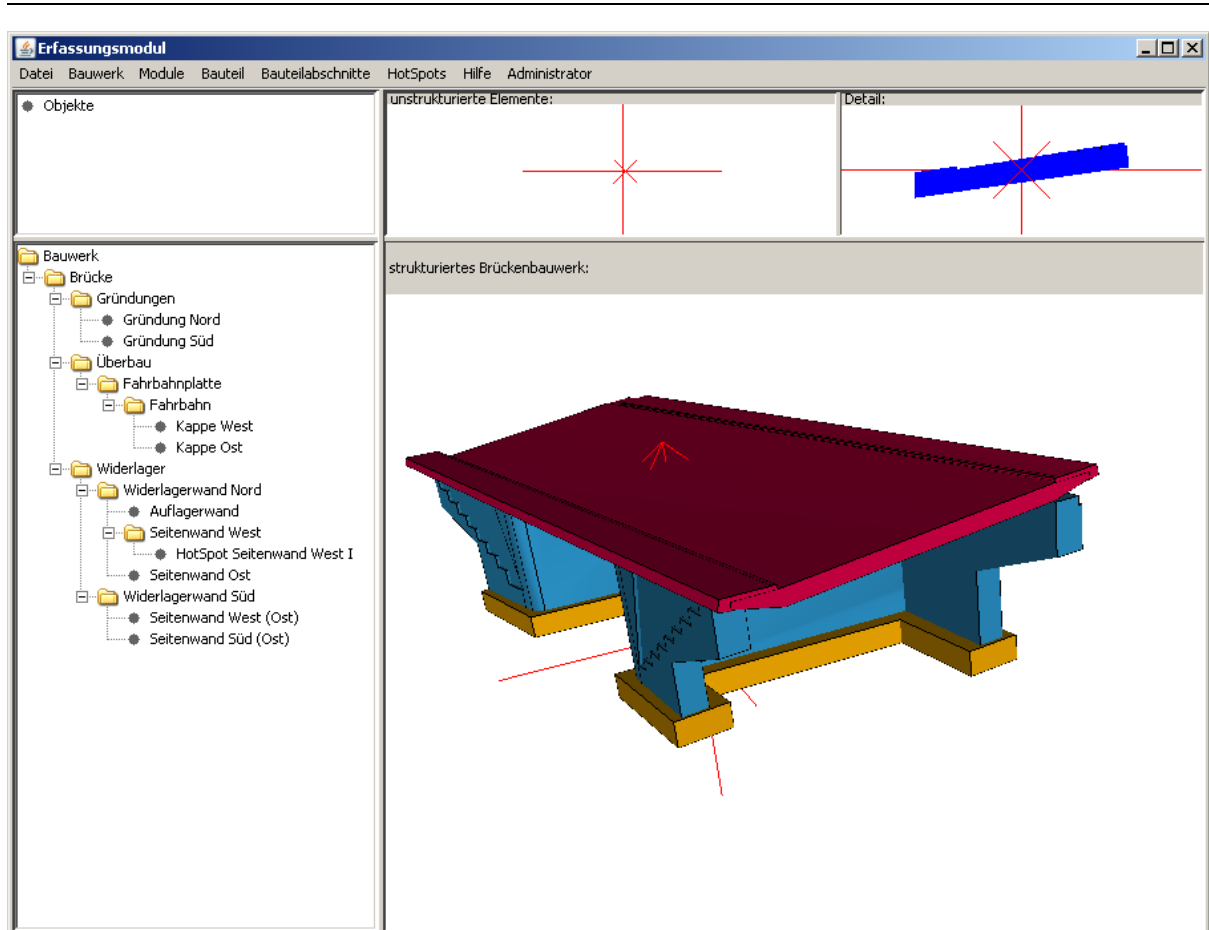 Erfassungsmodul
Datei Bauwerk Module Bauteil Bauteilabschnitte HotSpots Hilfe Administrator
Objekte
unstrukturierte Elemente:
Detail:
Bauwerk
Brücke
Gründungen
Gründung Nord
Gründung Süd
Überbau
Fahrbahnplatte
Fahrbahn
Kappe West
Kappe Ost
Widerlager
Widerlagerwand Nord
Auflagerwand
Seitenwand West
HotSpot Seitenwand West I
Seitenwand Ost
Widerlagerwand Süd
Seitenwand West (Ost)
Seitenwand Süd (Ost)
strukturiertes Brückenbauwerk: